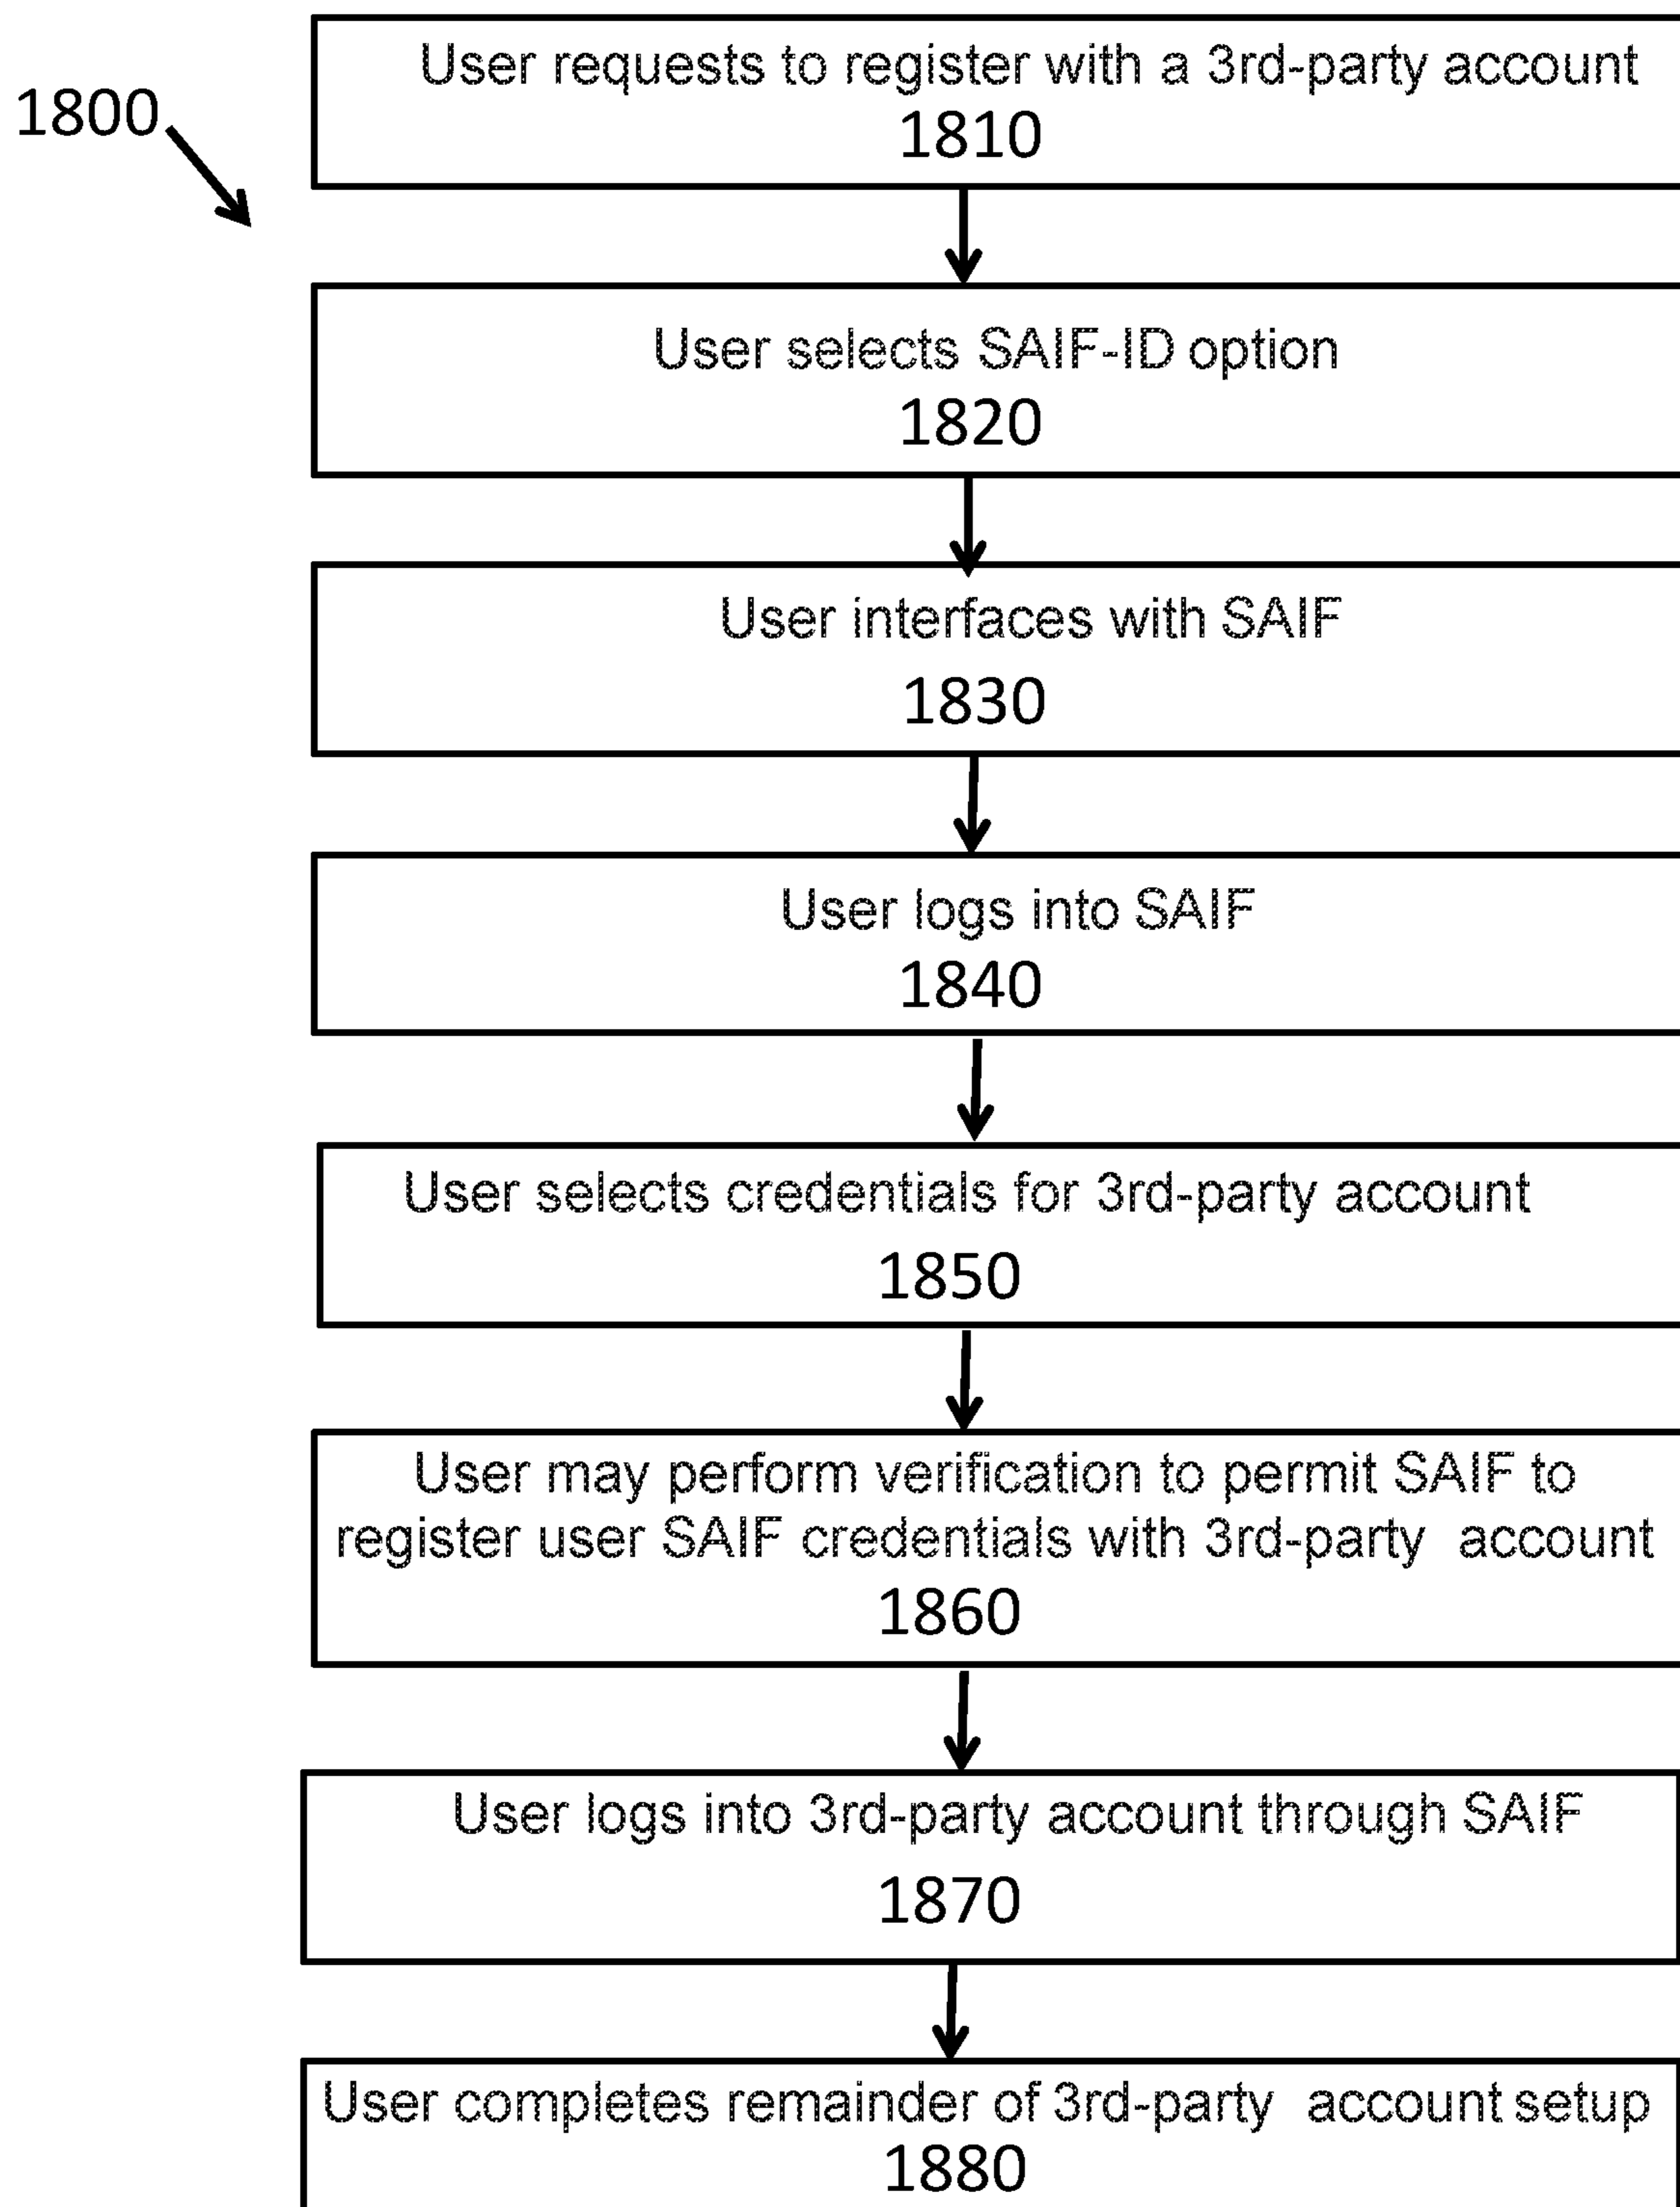 User requests to register with a 3rd-party account
1800
1810
User selects SAIF-ID option
1820
User interfaces with SAIF
1830
User logs into SAIF
1840
User selects credentials for 3rd-party account
1850
User may perform verification to permit SAIF to
register user SAIF credentials with 3rd-party account
1860
User logs into 3rd-party account through SAIF
1870
User completes remainder of 3rd-party account setup
1880